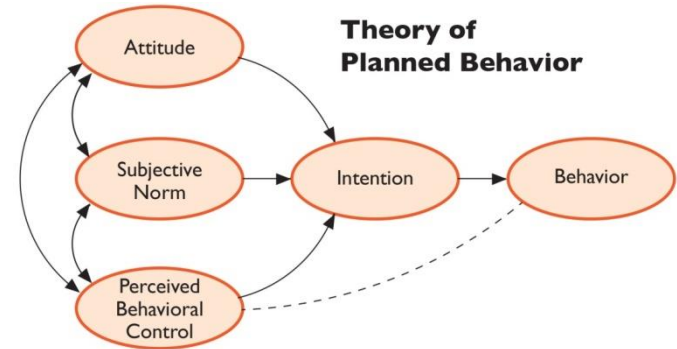 Theory of
Planned Behavior
Attitude
Subjective
Norm
Intention
Behavior
Perceived
Behavioral
Control